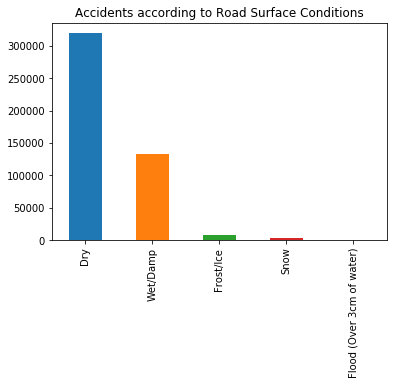 Accidents according to Road Surface Conditions
300000
250000
200000
150000
100000
50000
0
Dry
Wet/Damp
Frost/Ice
Snow
Flood (Over 3cm of water)